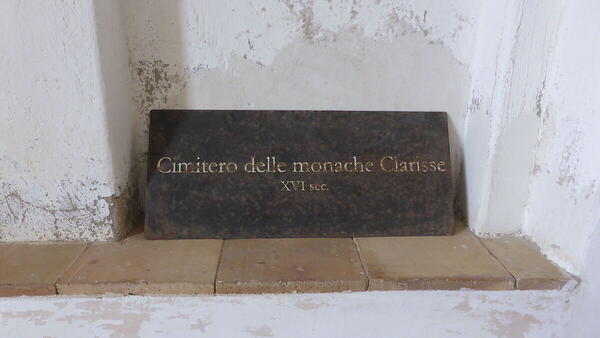 Cimitero delle monache Clarisse
XVI sec.